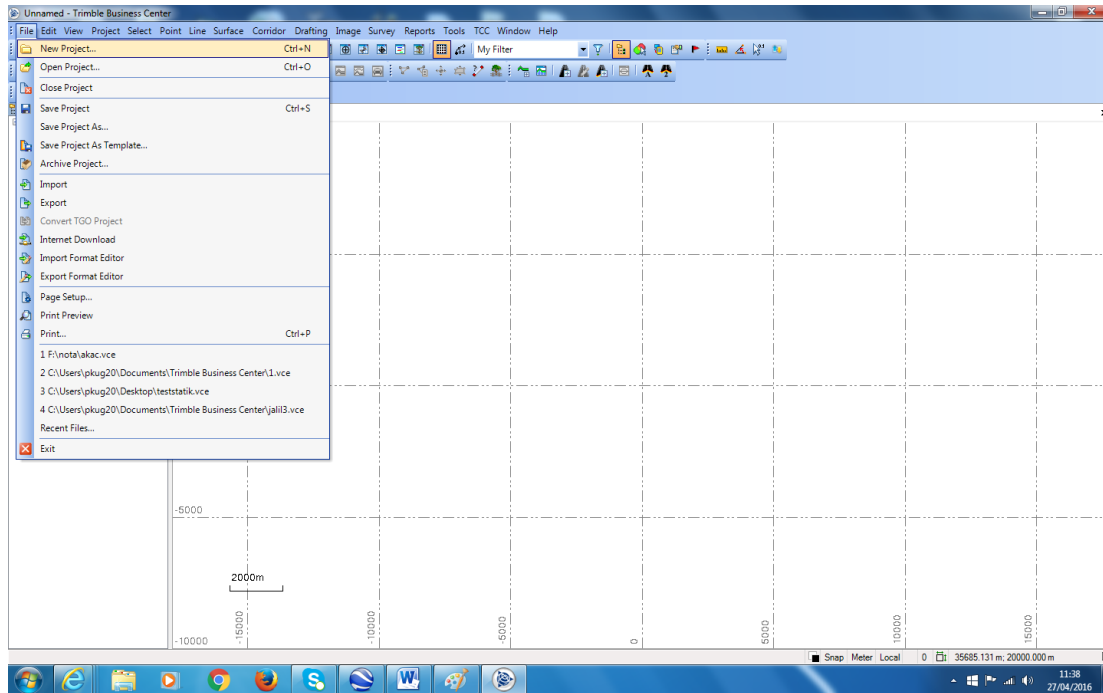 Unnamed - Trimble Business Center
File Edit View Project Select Point Line Surface Corridor Drafting Image Survey Reports Tools TCC Window Help
New Project... Ctrl+N
My Filter
Open Project... Ctrl+O
Close Project
Save Project Ctrl+S
Save Project As...
Save Project As Template...
Archive Project...
Import
Export
Convert TGO Project
Internet Download
Import Format Editor
Export Format Editor
Page Setup...
Print Preview
Print... Ctrl+P
1 F:\nota\akac.vce
2 C:\Users\pkug20\Documents\Trimble Business Center\1.vce
3 C:\Users\pkug20\Desktop\teststatik.vce
4 C:\Users\pkug20\Documents\Trimble Business Center\jalil3.vce
Recent Files...
Exit
-5000
2000m
-10000
-15000
-10000
-5000
0
5000
10000
15000
Snap Meter Local 0 35685.131 m; 20000.000 m
11:38
27/04/2016